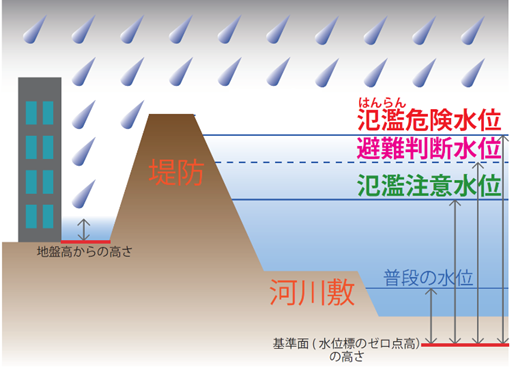 はんらん
氾濫危険水位
避難判断水位
堤防
氾濫注意水位
地盤高からの高さ
普段の水位
河川敷
基準面(水位標のゼロ点高)
の高さ